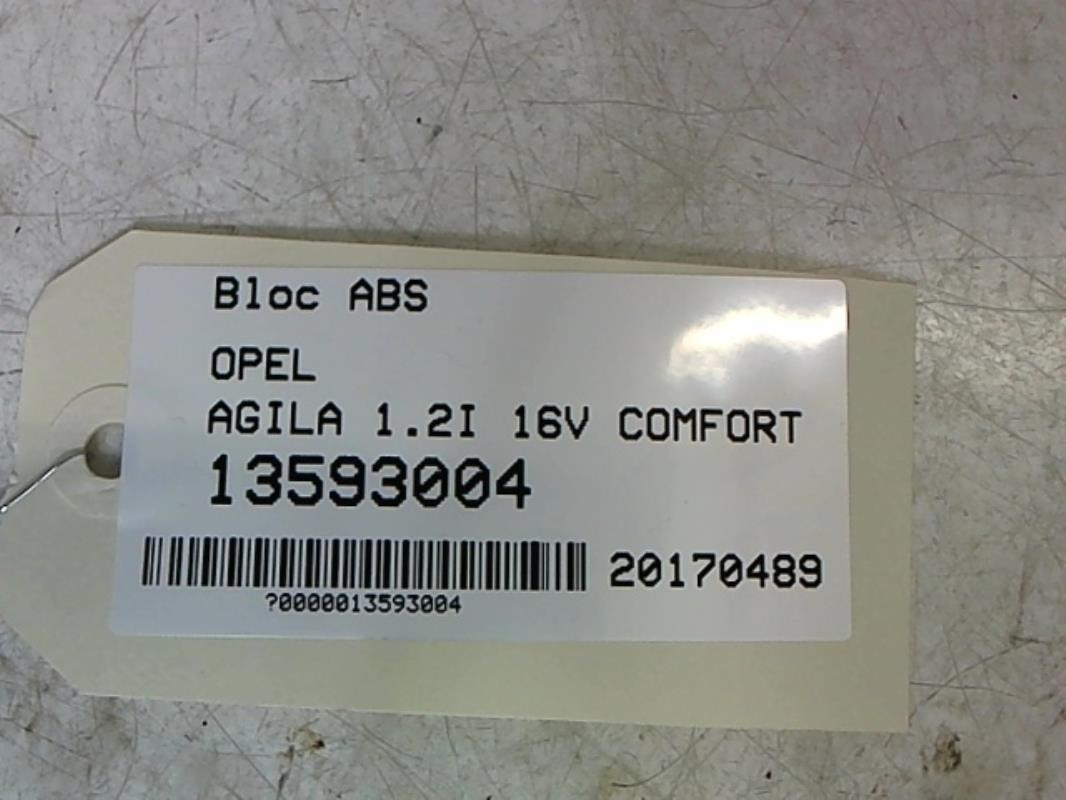 Bloc ABS
OPEL
AGILA 1.2I 16V COMFORT
13593004
20170489
?0000013593004